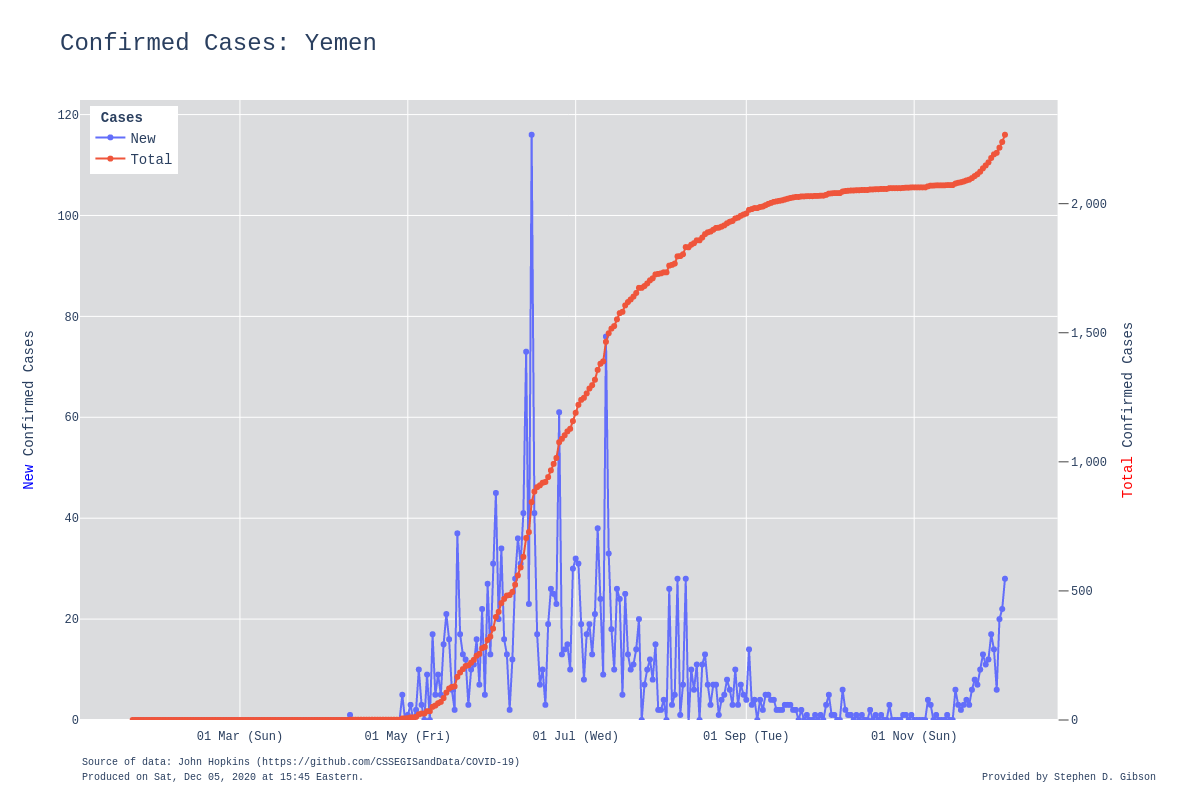 Confirmed Cases: Yemen
Cases
New
Total
120
100
80
60
40
20
0
2,000
1,500
1,000
500
0
New Confirmed Cases
Total Confirmed Cases
01 Mar (Sun)
01 May (Fri)
01 Jul (Wed)
01 Sep (Tue)
01 Nov (Sun)
Source of data: John Hopkins (https://github.com/CSSEGISandData/COVID-19)
Produced on Sat, Dec 05, 2020 at 15:45 Eastern.
Provided by Stephen D. Gibson